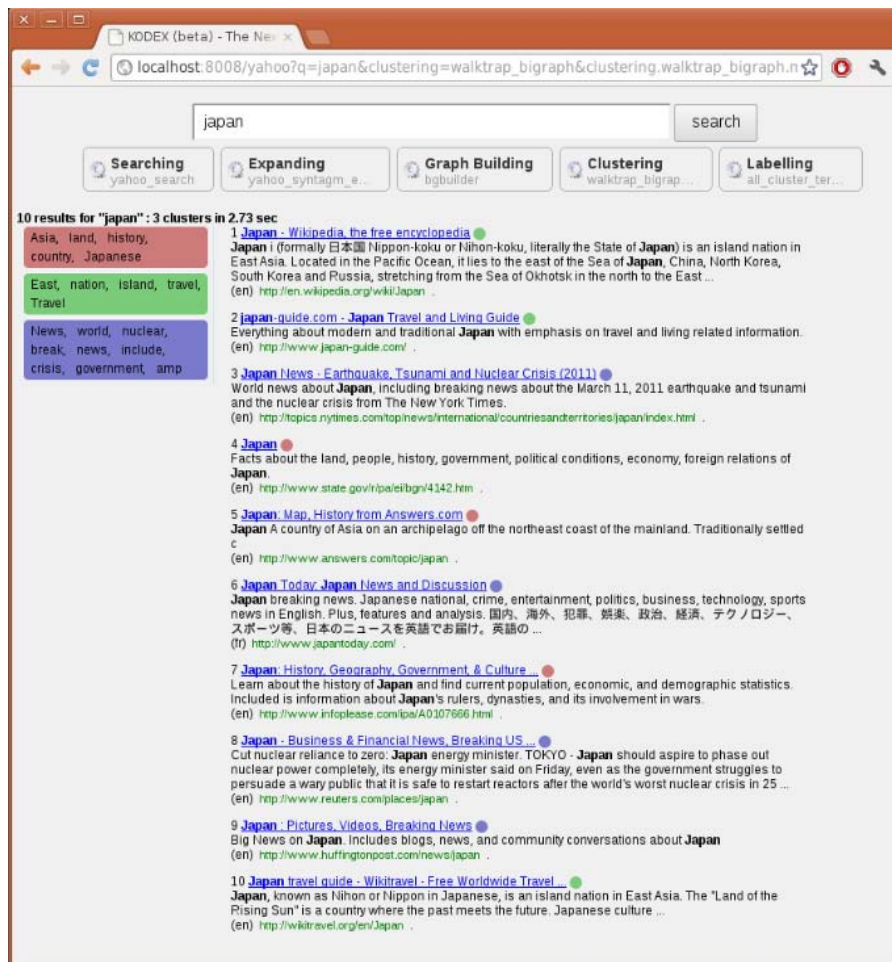 KODEX (beta) - The Ne
localhost:8008/yahoo?q=japan&clustering=walktrap_bigraph&clustering.walktrap_bigraph.n
japan
search
Searching
yahoo_search
Expanding
yahoo_syntagm_e...
Graph Building
bgbuilder
Clustering
walktrap_bigrap...
Labelling
all_cluster_ter...
10 results for "japan" : 3 clusters in 2.73 sec
Asia, land, history,
country, Japanese
East, nation, island, travel,
Travel
News, world, nuclear,
break, news, include,
crisis, government, amp
1 Japan - Wikipedia, the free encyclopedia
Japan i (formally 日本国 Nippon-koku or Nihon-koku, literally the State of Japan) is an island nation in
East Asia. Located in the Pacific Ocean, it lies to the east of the Sea of Japan, China, North Korea,
South Korea and Russia, stretching from the Sea of Okhotsk in the north to the East ...
(en) http://en.wikipedia.org/wiki/Japan .
2 japan-guide.com - Japan Travel and Living Guide
Everything about modern and traditional Japan with emphasis on travel and living related information.
(en) http://www.japan-guide.com/ .
3 Japan News - Earthquake, Tsunami and Nuclear Crisis (2011)
World news about Japan, including breaking news about the March 11, 2011 earthquake and tsunami
and the nuclear crisis from The New York Times.
(en) http://topics.nytimes.com/top/news/international/countriesandterritories/japan/index.html .
4 Japan
Facts about the land, people, history, government, political conditions, economy, foreign relations of
Japan.
(en) http://www.state.gov/r/pa/ei/bgn/4142.htm .
5 Japan: Map, History from Answers.com
Japan A country of Asia on an archipelago off the northeast coast of the mainland. Traditionally settled
c
(en) http://www.answers.com/topic/japan .
6 Japan Today: Japan News and Discussion
Japan breaking news. Japanese national, crime, entertainment, politics, business, technology, sports
news in English. Plus, features and analysis. 国内、海外、犯罪、娯楽、政治、経済、テクノロジー、
スポーツ等、日本のニュースを英語でお届け。英語の ...
(fr) http://www.japantoday.com/ .
7 Japan: History, Geography, Government, & Culture ...
Learn about the history of Japan and find current population, economic, and demographic statistics.
Included is information about Japan's rulers, dynasties, and its involvement in wars.
(en) http://www.infoplease.com/ipa/A0107666.html .
8 Japan - Business & Financial News, Breaking US ...
Cut nuclear reliance to zero: Japan energy minister. TOKYO - Japan should aspire to phase out
nuclear power completely, its energy minister said on Friday, even as the government struggles to
persuade a wary public that it is safe to restart reactors after the world's worst nuclear crisis in 25 ...
(en) http://www.reuters.com/places/japan .
9 Japan : Pictures, Videos, Breaking News
Big News on Japan. Includes blogs, news, and community conversations about Japan
(en) http://www.huffingtonpost.com/news/japan .
10 Japan travel guide - Wikitravel - Free Worldwide Travel ...
Japan, known as Nihon or Nippon in Japanese, is an island nation in East Asia. The "Land of the
Rising Sun" is a country where the past meets the future. Japanese culture ...
(en) http://wikitravel.org/en/Japan .